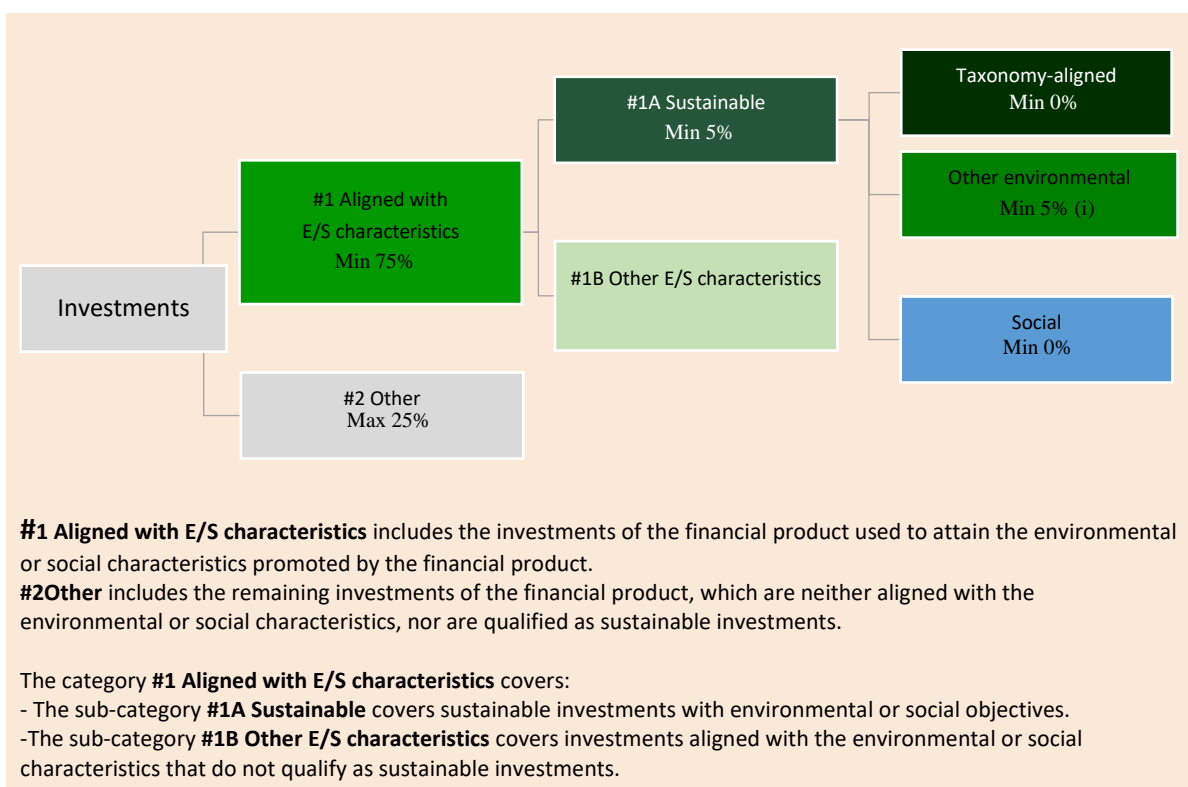 Investments
#1 Aligned with
E/S characteristics
Min 75%
#2 Other
Max 25%
#1A Sustainable
Min 5%
#1B Other E/S characteristics
Taxonomy-aligned
Min 0%
Other environmental
Min 5% (i)
Social
Min 0%
#1 Aligned with E/S characteristics includes the investments of the financial product used to attain the environmental
or social characteristics promoted by the financial product.
#2Other includes the remaining investments of the financial product, which are neither aligned with the
environmental or social characteristics, nor are qualified as sustainable investments.
The category #1 Aligned with E/S characteristics covers:
- The sub-category #1A Sustainable covers sustainable investments with environmental or social objectives.
-The sub-category #1B Other E/S characteristics covers investments aligned with the environmental or social
characteristics that do not qualify as sustainable investments.